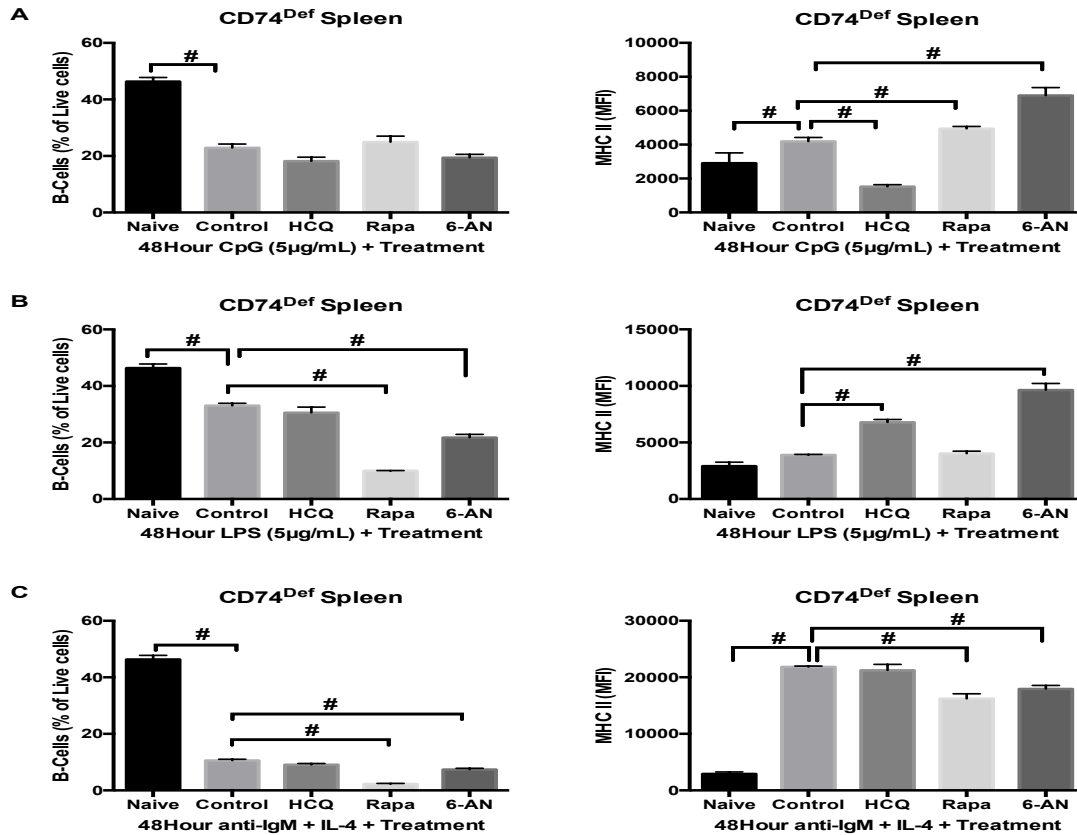 A
CD74Def Spleen
B-Cells (% of Live cells)
60
40
20
0
#
Naive Control HCQ Rapa 6-AN
48Hour CpG (5µg/mL) + Treatment
CD74Def Spleen
MHC II (MFI)
10000
8000
6000
4000
2000
0
#
#
#
#
Naive Control HCQ Rapa 6-AN
48Hour CpG (5µg/mL) + Treatment
B
CD74Def Spleen
B-Cells (% of Live cells)
60
40
20
0
#
#
#
Naive Control HCQ Rapa 6-AN
48Hour LPS (5µg/mL) + Treatment
CD74Def Spleen
MHC II (MFI)
15000
10000
5000
0
#
#
Naive Control HCQ Rapa 6-AN
48Hour LPS (5µg/mL) + Treatment
C
CD74Def Spleen
B-Cells (% of Live cells)
60
40
20
0
#
#
#
Naive Control HCQ Rapa 6-AN
48Hour anti-IgM + IL-4 + Treatment
CD74Def Spleen
MHC II (MFI)
30000
20000
10000
0
#
#
#
Naive Control HCQ Rapa 6-AN
48Hour anti-IgM + IL-4 + Treatment